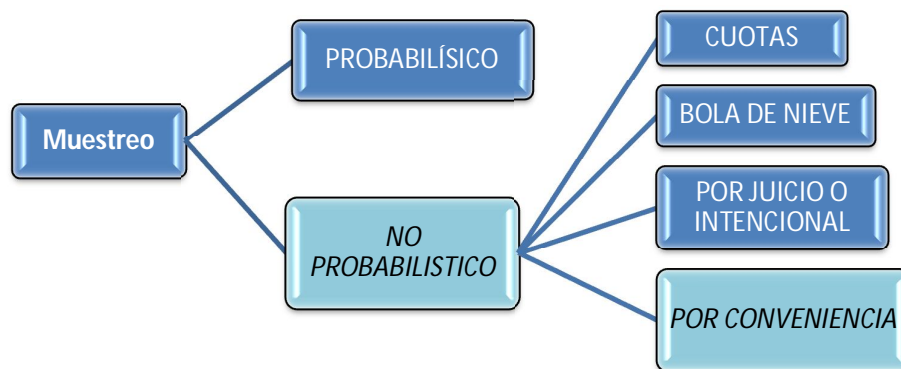 Muestreo
PROBABILÍSICO
NO
PROBABILISTICO
CUOTAS
BOLA DE NIEVE
POR JUICIO O
INTENCIONAL
POR CONVENIENCIA